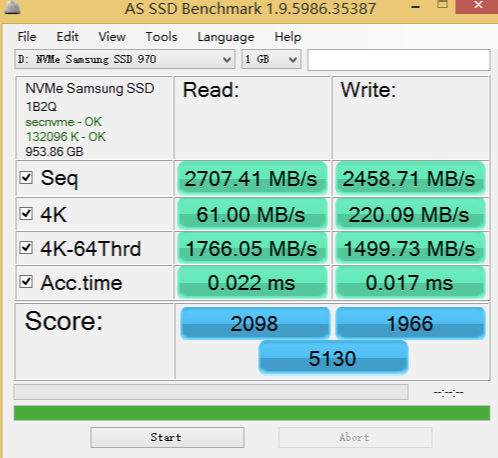 AS SSD Benchmark 1.9.5986.35387
File Edit View Tools Language Help
D: NVMe Samsung SSD 970 1 GB
NVMe Samsung SSD Read: Write:
1B2Q
secnvme - OK
132096 K - OK
953.86 GB
Seq 2707.41 MB/s 2458.71 MB/s
4K 61.00 MB/s 220.09 MB/s
4K-64Thrd 1766.05 MB/s 1499.73 MB/s
Acc.time 0.022 ms 0.017 ms
Score: 2098 1966
5130
--:--:--
Start Abort